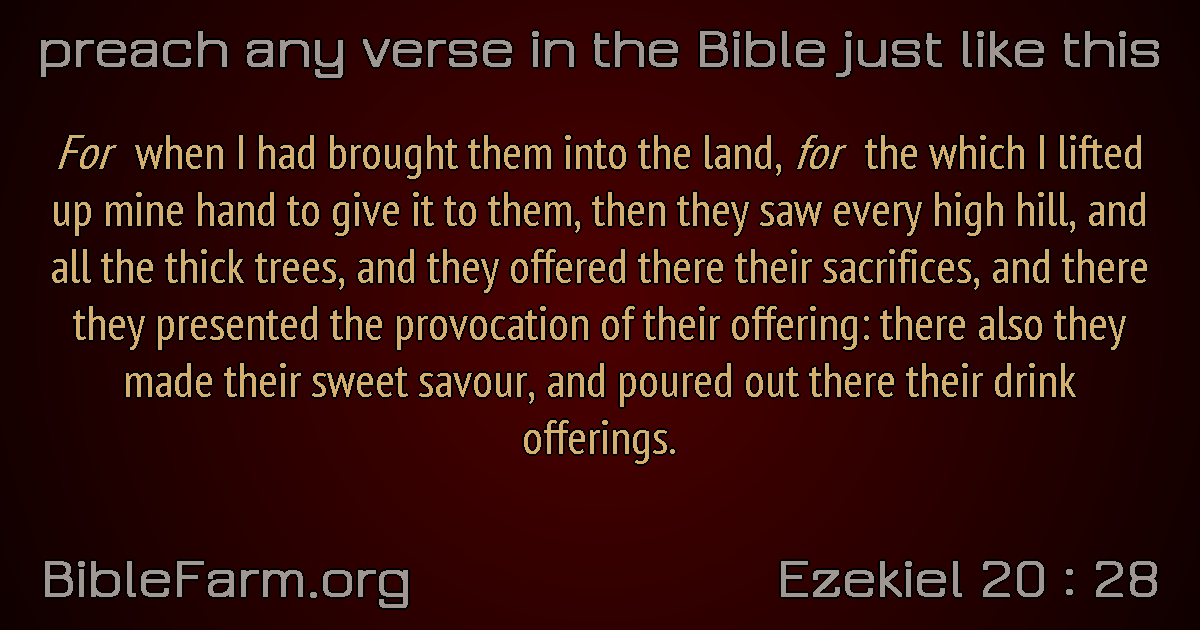 preach any verse in the Bible just like this
For when I had brought them into the land, for the which I lifted
up mine hand to give it to them, then they saw every high hill, and
all the thick trees, and they offered there their sacrifices, and there
they presented the provocation of their offering: there also they
made their sweet savour, and poured out there their drink
offerings.
BibleFarm.org
Ezekiel 20 : 28